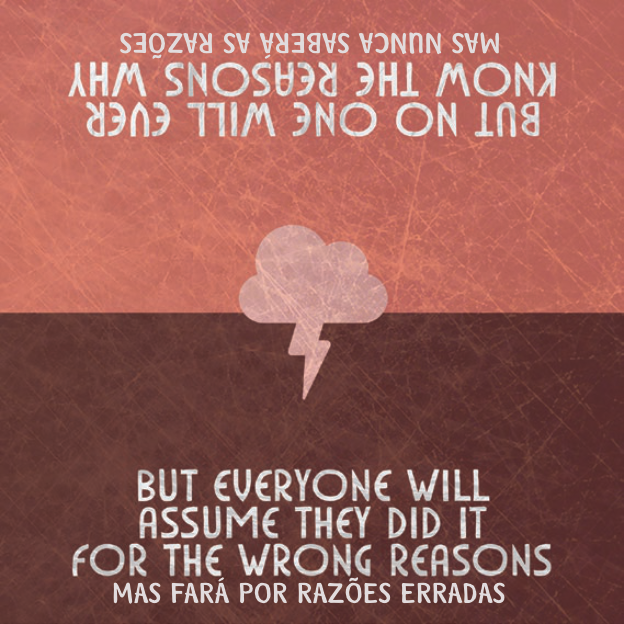 BUT NO ONE WILL EVER
KNOW THE REASONS WHY
MAS NUNCA SABERÁ AS RAZÕES
BUT EVERYONE WILL
ASSUME THEY DID IT
FOR THE WRONG REASONS
MAS FARÁ POR RAZÕES ERRADAS